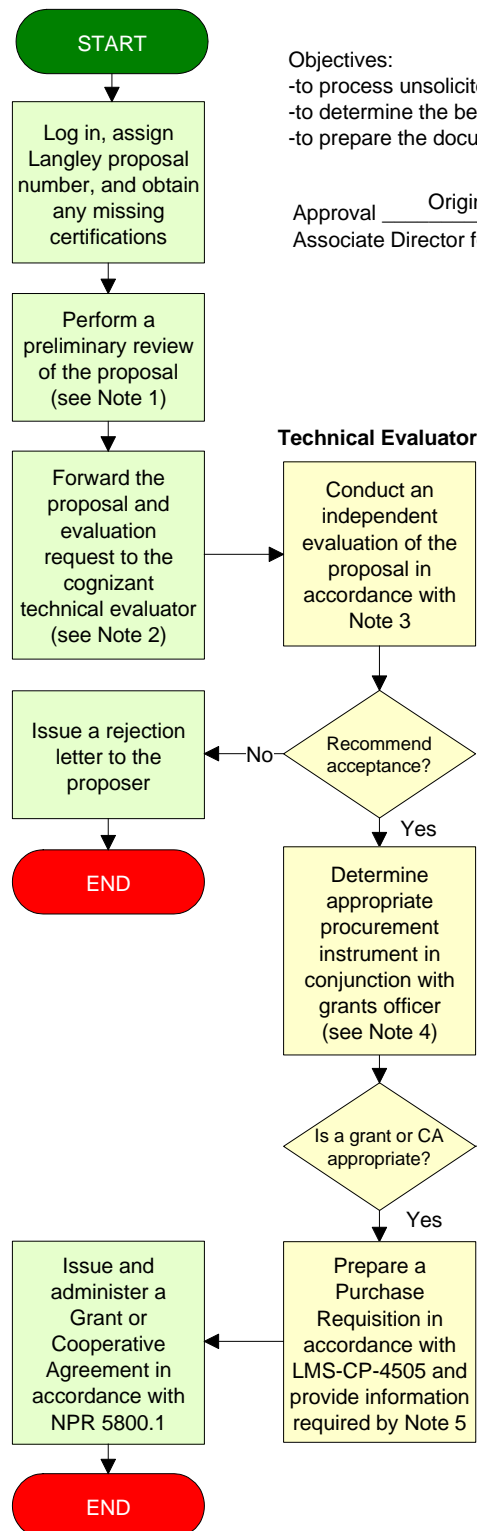 START
Objectives:
-to process unsolicite
-to determine the be
-to prepare the docu
Approval
Origin
Associate Director f
Log in, assign
Langley proposal
number, and obtain
any missing
certifications
Perform a
preliminary review
of the proposal
(see Note 1)
Forward the
proposal and
evaluation
request to the
cognizant
technical evaluator
(see Note 2)
Technical Evaluator
Conduct an
independent
evaluation of the
proposal in
accordance with
Note 3
Recommend
acceptance?
No
Issue a rejection
letter to the
proposer
END
Yes
Determine
appropriate
procurement
instrument in
conjunction with
grants officer
(see Note 4)
Is a grant or CA
appropriate?
Yes
Prepare a
Purchase
Requisition in
accordance with
LMS-CP-4505 and
provide information
required by Note 5
Issue and
administer a
Grant or
Cooperative
Agreement in
accordance with
NPR 5800.1
END